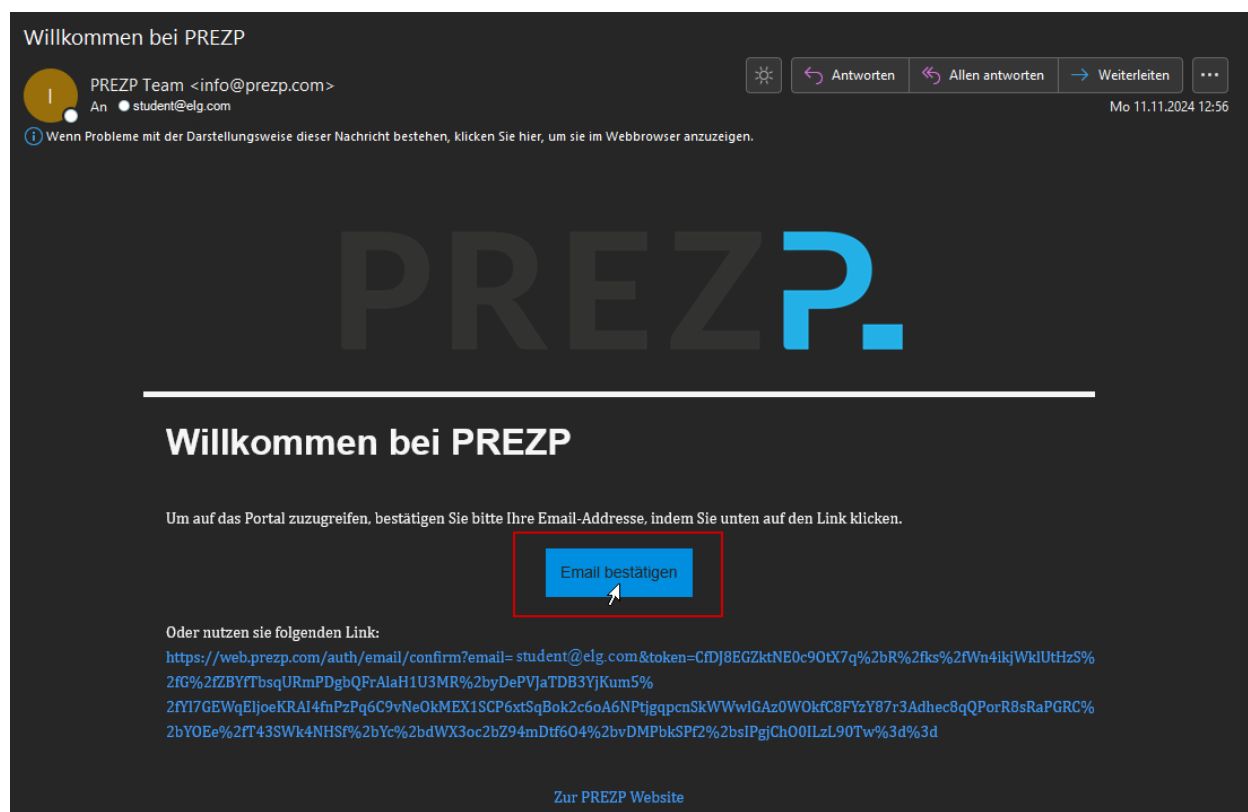 Willkommen bei PREZP
I
PREZP Team <info@prezp.com>
An student@elg.com
Antworten
Allen antworten
Weiterleiten
Mo 11.11.2024 12:56
Wenn Probleme mit der Darstellungsweise dieser Nachricht bestehen, klicken Sie hier, um sie im Webbrowser anzuzeigen.
PREZP.
Willkommen bei PREZP
Um auf das Portal zuzugreifen, bestätigen Sie bitte Ihre Email-Addresse, indem Sie unten auf den Link klicken.
Email bestätigen
Oder nutzen sie folgenden Link:
https://web.prezp.com/auth/email/confirm?email= student@elg.com&token=CfDJ8EGZktNE0c9OtX7q%2bR%2fks%2fWn4ikjWklUtHzS%
2fG%2fZBYfTbsqURmPDgbQFrAlaH1U3MR%2byDePVJaTDB3YjKum5%
2fYl7GEWqEljoeKRAI4fnPzPq6C9vNeOkMEX1SCP6xtSqBok2c6oA6NPtjgqpcnSkWWwlGAz0WOkfC8FYzY87r3Adhec8qQPorR8sRaPGRC%
2bYOEe%2fT43SWk4NHSf%2bYc%2bdWX3oc2bZ94mDtf6O4%2bvDMPbkSPf2%2bsIPgjChO0ILzL90Tw%3d%3d
Zur PREZP Website